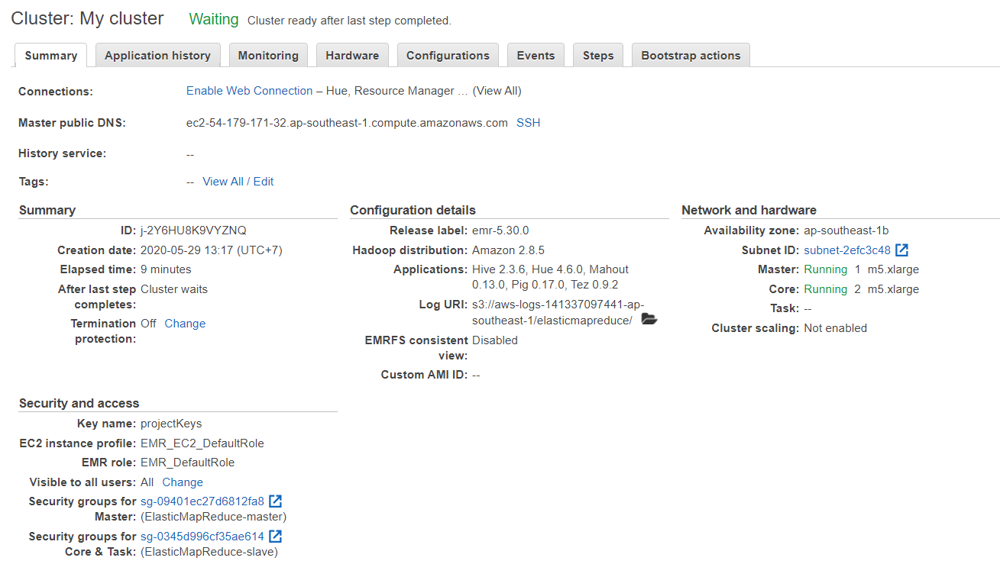 Cluster: My cluster Waiting Cluster ready after last step completed.
Summary Application history Monitoring Hardware Configurations Events Steps Bootstrap actions
Connections: Enable Web Connection – Hue, Resource Manager … (View All)
Master public DNS: ec2-54-179-171-32.ap-southeast-1.compute.amazonaws.com SSH
History service: --
Tags: -- View All / Edit
Summary
ID: j-2Y6HU8K9VYZNQ
Creation date: 2020-05-29 13:17 (UTC+7)
Elapsed time: 9 minutes
After last step Cluster waits
completes:
Termination Off Change
protection:
Configuration details
Release label: emr-5.30.0
Hadoop distribution: Amazon 2.8.5
Applications: Hive 2.3.6, Hue 4.6.0, Mahout
0.13.0, Pig 0.17.0, Tez 0.9.2
Log URI: s3://aws-logs-141337097441-ap-
southeast-1/elasticmapreduce/
EMRFS consistent Disabled
view:
Custom AMI ID: --
Network and hardware
Availability zone: ap-southeast-1b
Subnet ID: subnet-2efc3c48
Master: Running 1 m5.xlarge
Core: Running 2 m5.xlarge
Task: --
Cluster scaling: Not enabled
Security and access
Key name: projectKeys
EC2 instance profile: EMR_EC2_DefaultRole
EMR role: EMR_DefaultRole
Visible to all users: All Change
Security groups for sg-09401ec27d6812fa8
Master: (ElasticMapReduce-master)
Security groups for sg-0345d996cf35ae614
Core & Task: (ElasticMapReduce-slave)